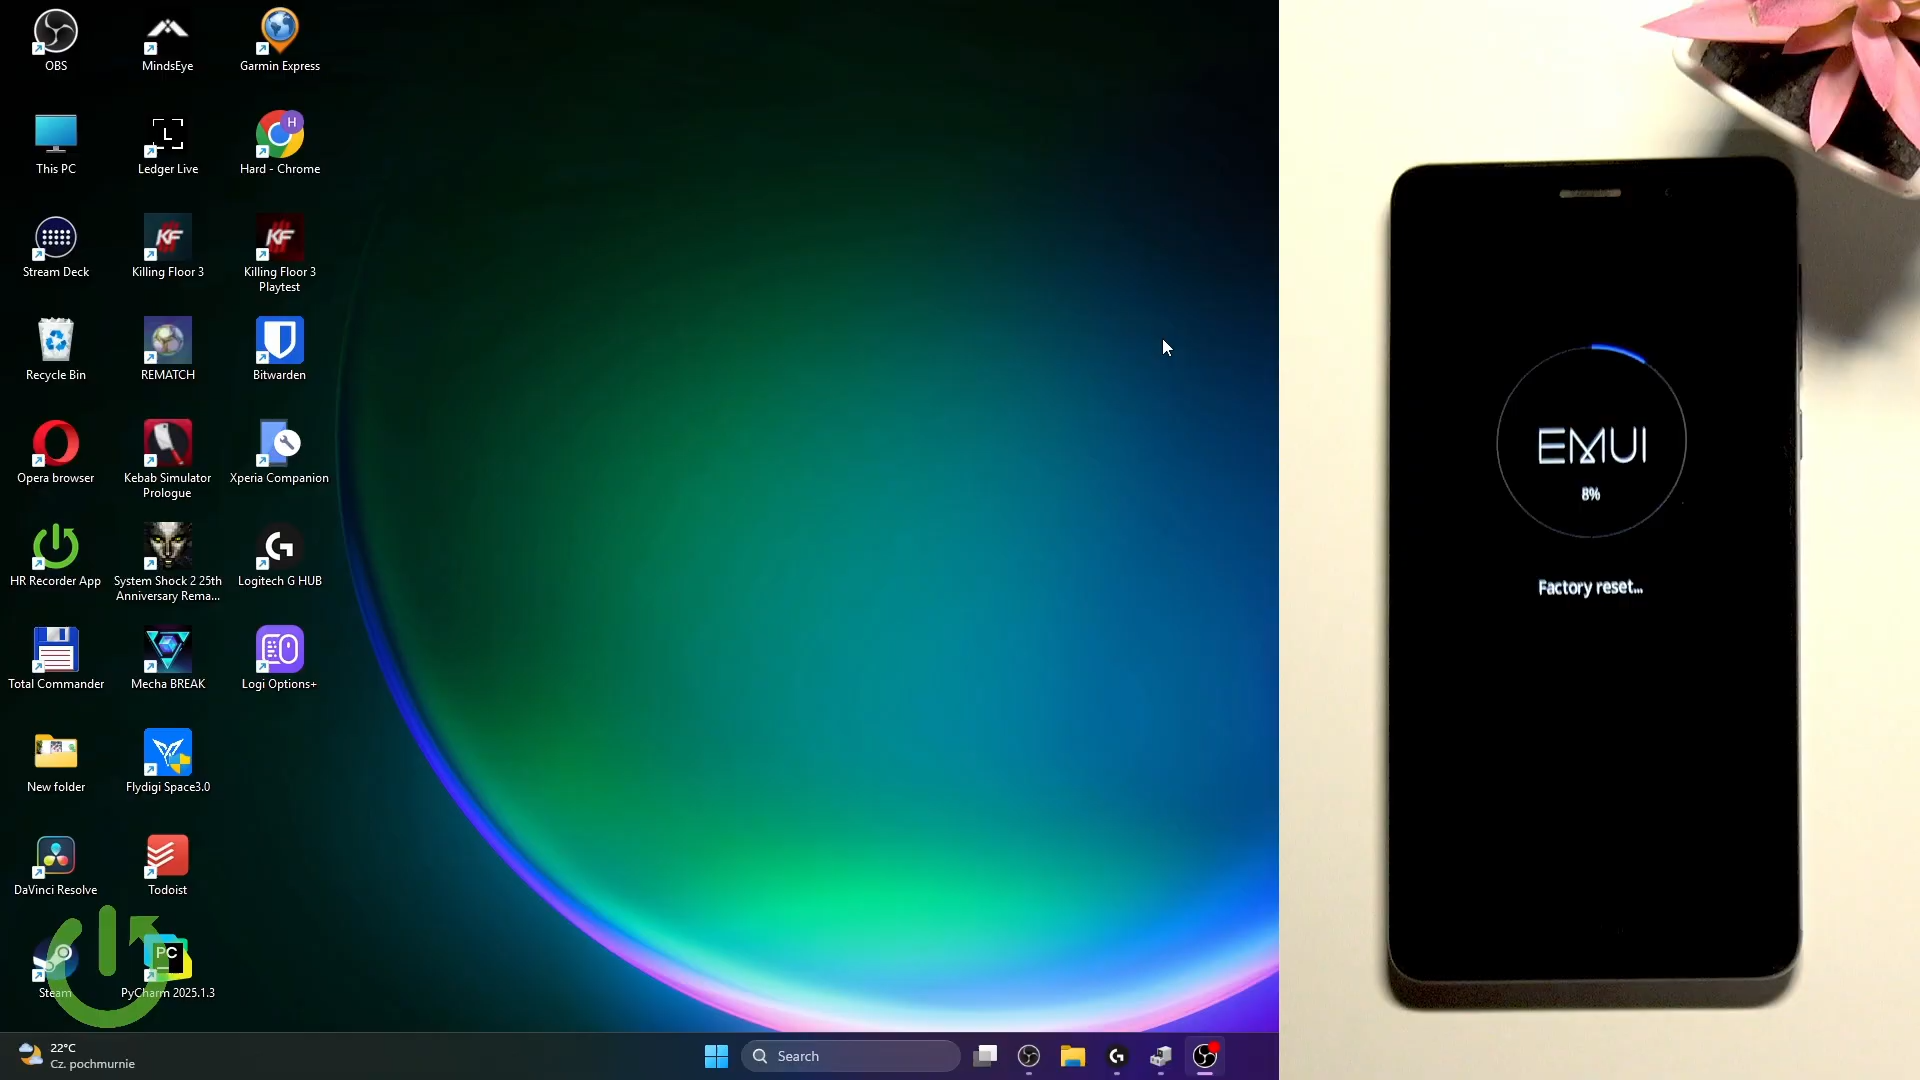 OBS
MindsEye
Garmin Express
This PC
Ledger Live
H
Hard - Chrome
Stream Deck
KF
Killing Floor 3
KF
Killing Floor 3
Playtest
Recycle Bin
REMATCH
Bitwarden
Opera browser
Kebab Simulator
Prologue
Xperia Companion
HR Recorder App
System Shock 2 25th
Anniversary Rema...
Logitech G HUB
Total Commander
Mecha BREAK
Logi Options+
New folder
Flydigi Space3.0
DaVinci Resolve
Todoist
PC
Steam
PyCharm 2025.1.3
22°C
Cz. pochmurnie
Search
EMUI
8%
Factory reset...